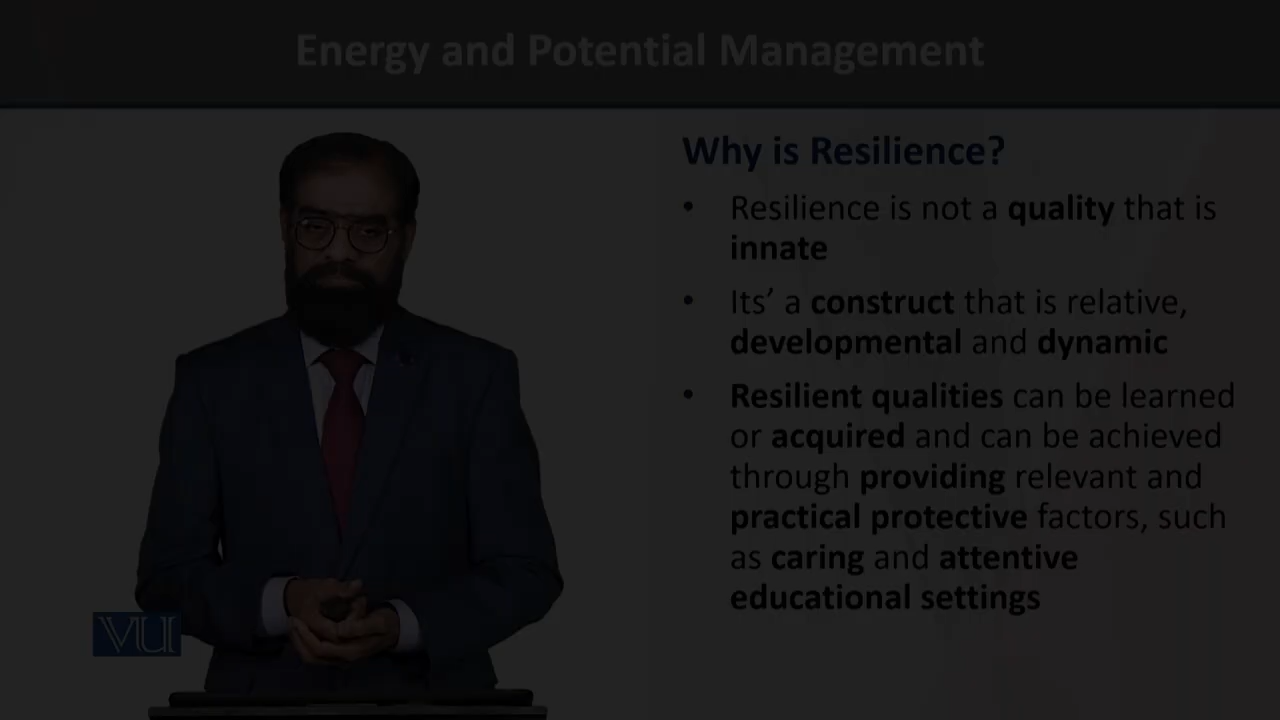 Energy and Potential Management
Why is Resilience?
• Resilience is not a quality that is
innate
• Its’ a construct that is relative,
developmental and dynamic
• Resilient qualities can be learned
or acquired and can be achieved
through providing relevant and
practical protective factors, such
as caring and attentive
educational settings
VU